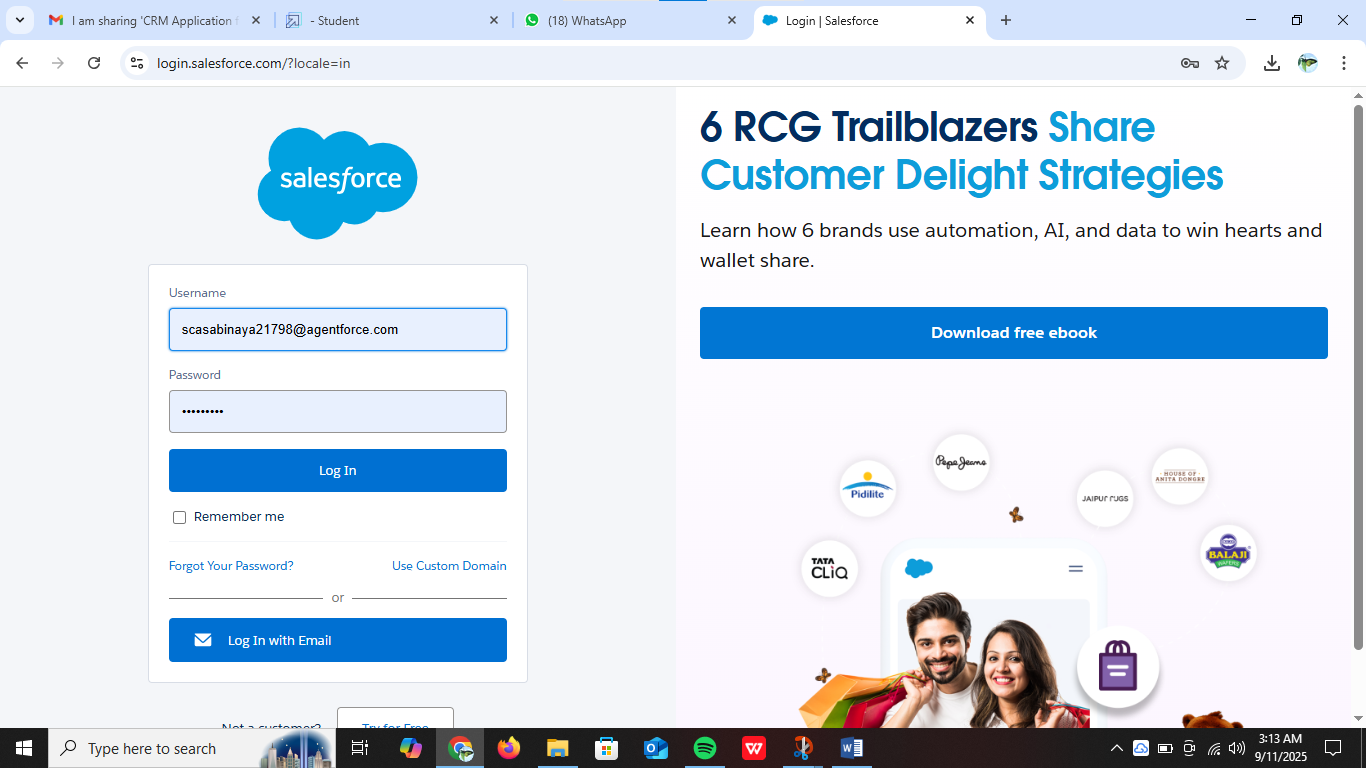 I am sharing 'CRM Application f
- Student
(18) WhatsApp
Login | Salesforce
login.salesforce.com/?locale=in
salesforce
Username
scasabinaya21798@agentforce.com
Password
•••••••••
Log In
Remember me
Forgot Your Password?
Use Custom Domain
or
Log In with Email
Not a customer?
Try for Free
6 RCG Trailblazers Share
Customer Delight Strategies
Learn how 6 brands use automation, AI, and data to win hearts and
wallet share.
Download free ebook
Pepe Jeans
Pidilite
JAIPUR RUGS
HOUSE OF
ANITA DONGRE
TATA
CLiQ
BALAJI
WAFERS
Type here to search
3:13 AM
9/11/2025